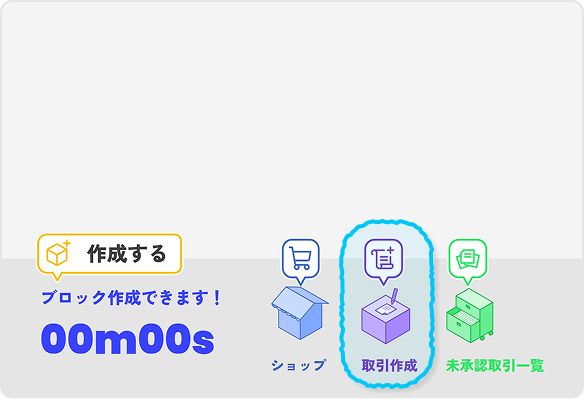 作成する
ブロック作成できます！
00m00s
ショップ
取引作成
未承認取引一覧